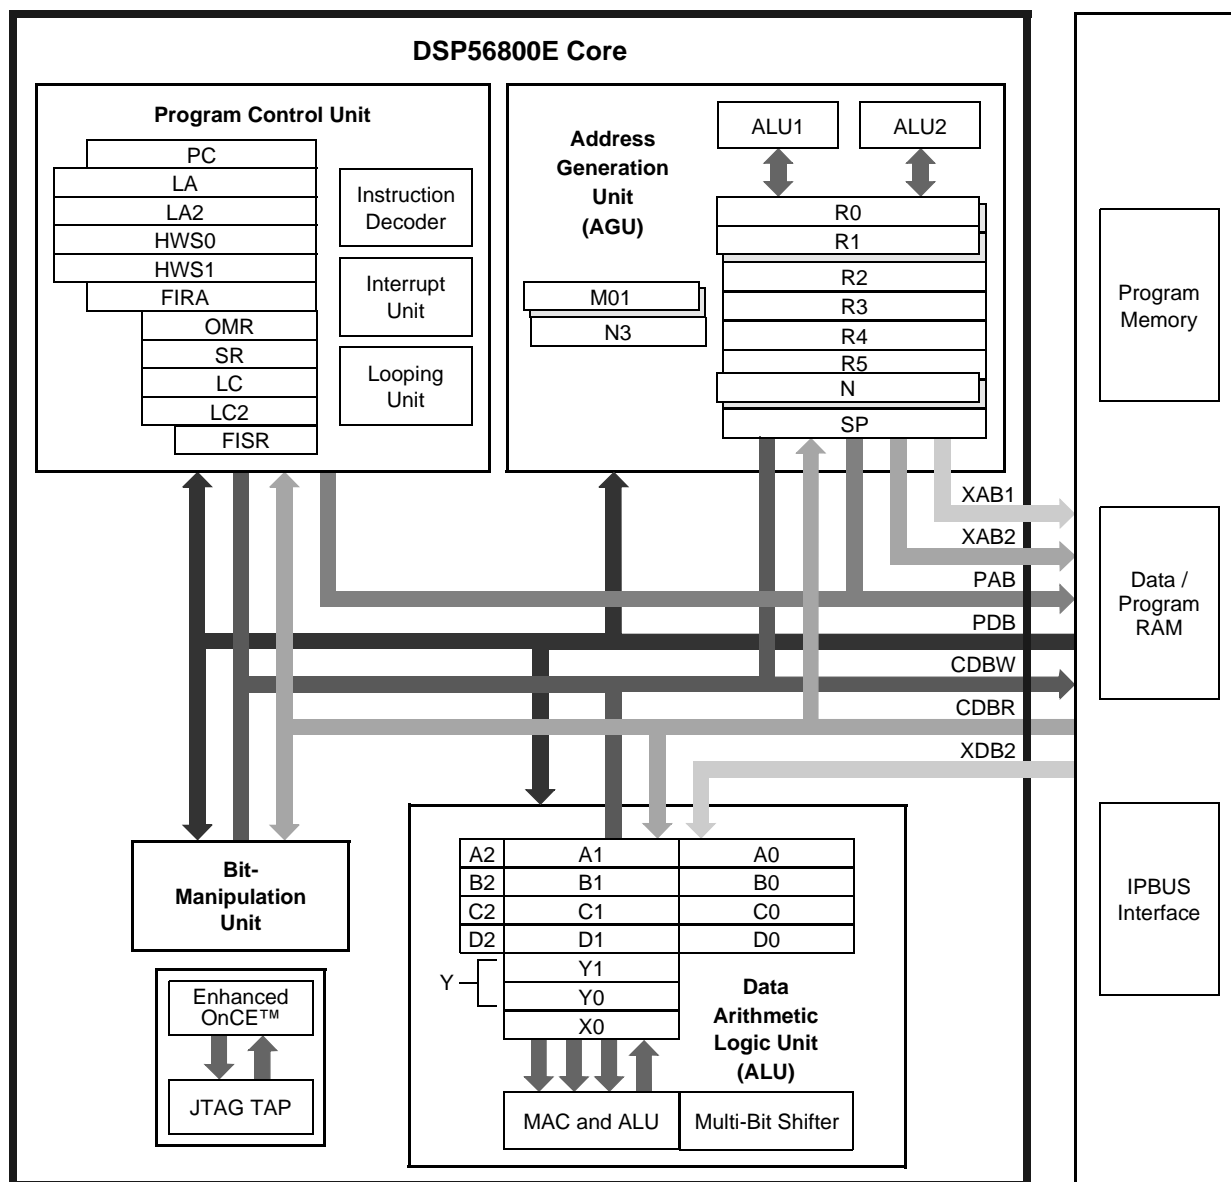 DSP56800E Core
Program Control Unit
PC
LA
LA2
HWS0
HWS1
FIRA
OMR
SR
LC
LC2
FISR
Instruction
Decoder
Interrupt
Unit
Looping
Unit
Address
Generation
Unit
(AGU)
ALU1
ALU2
R0
R1
R2
R3
R4
R5
N
SP
M01
N3
XAB1
XAB2
PAB
PDB
CDBW
CDBR
XDB2
Program
Memory
Data /
Program
RAM
IPBUS
Interface
Bit-
Manipulation
Unit
Enhanced
OnCE™
JTAG TAP
A2 A1 A0
B2 B1 B0
C2 C1 C0
D2 D1 D0
Y
Y1
Y0
X0
Data
Arithmetic
Logic Unit
(ALU)
MAC and ALU
Multi-Bit Shifter